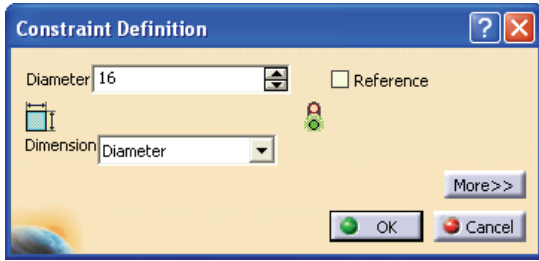 Constraint Definition
Diameter 16
Reference
Dimension Diameter
More>>
OK Cancel